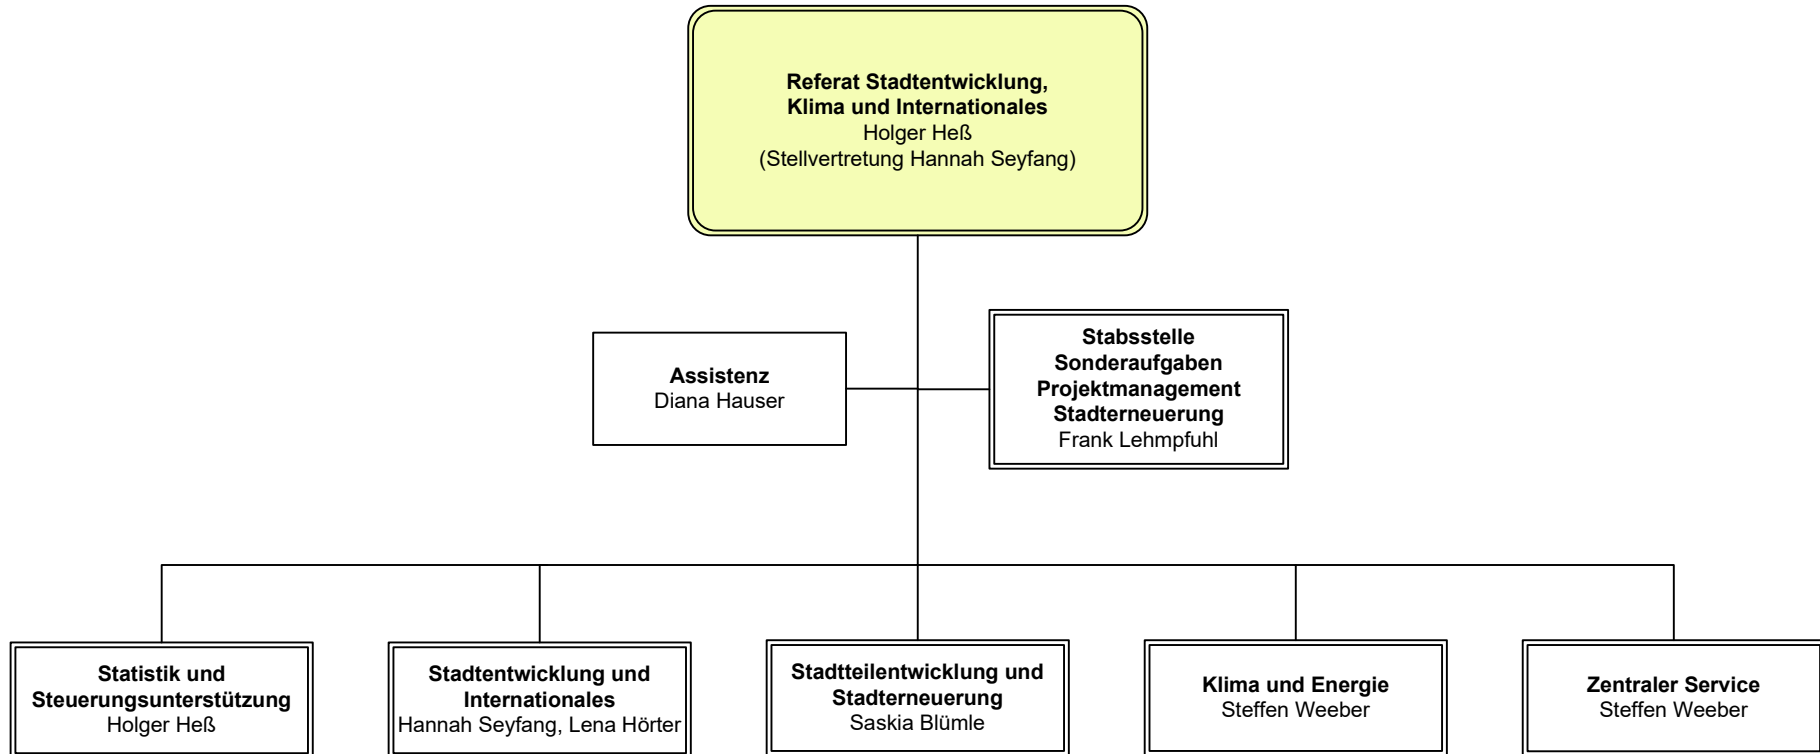 Referat Stadtentwicklung,
Klima und Internationales
Holger Heß
(Stellvertretung Hannah Seyfang)
Assistenz
Diana Hauser
Stabsstelle
Sonderaufgaben
Projektmanagement
Stadterneuerung
Frank Lehmpfuhl
Statistik und
Steuerungsunterstützung
Holger Heß
Stadtentwicklung und
Internationales
Hannah Seyfang, Lena Hörter
Stadtteilentwicklung und
Stadterneuerung
Saskia Blümle
Klima und Energie
Steffen Weeber
Zentraler Service
Steffen Weeber